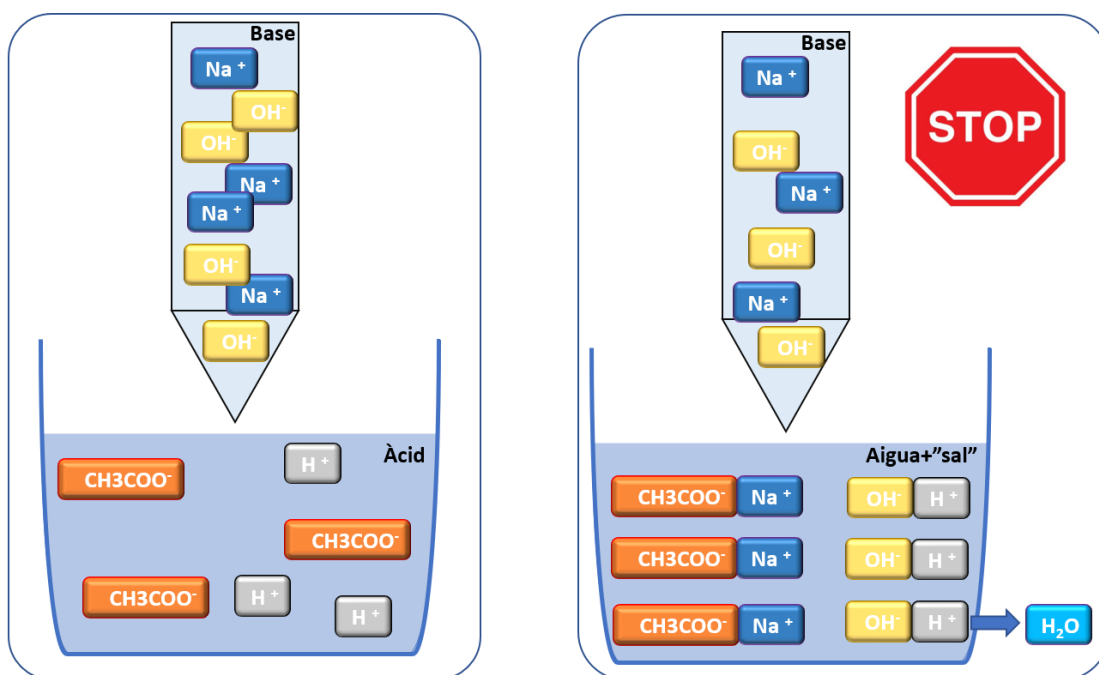 Base
Na +
OH-
OH-
Na +
Na +
OH-
Na +
OH-
Àcid
H +
CH3COO-
CH3COO-
CH3COO-
H +
H +
Base
STOP
Na +
OH-
Na +
OH-
Na +
OH-
Aigua+”sal”
CH3COO- Na + OH- H +
CH3COO- Na + OH- H +
CH3COO- Na + OH- H + H₂O